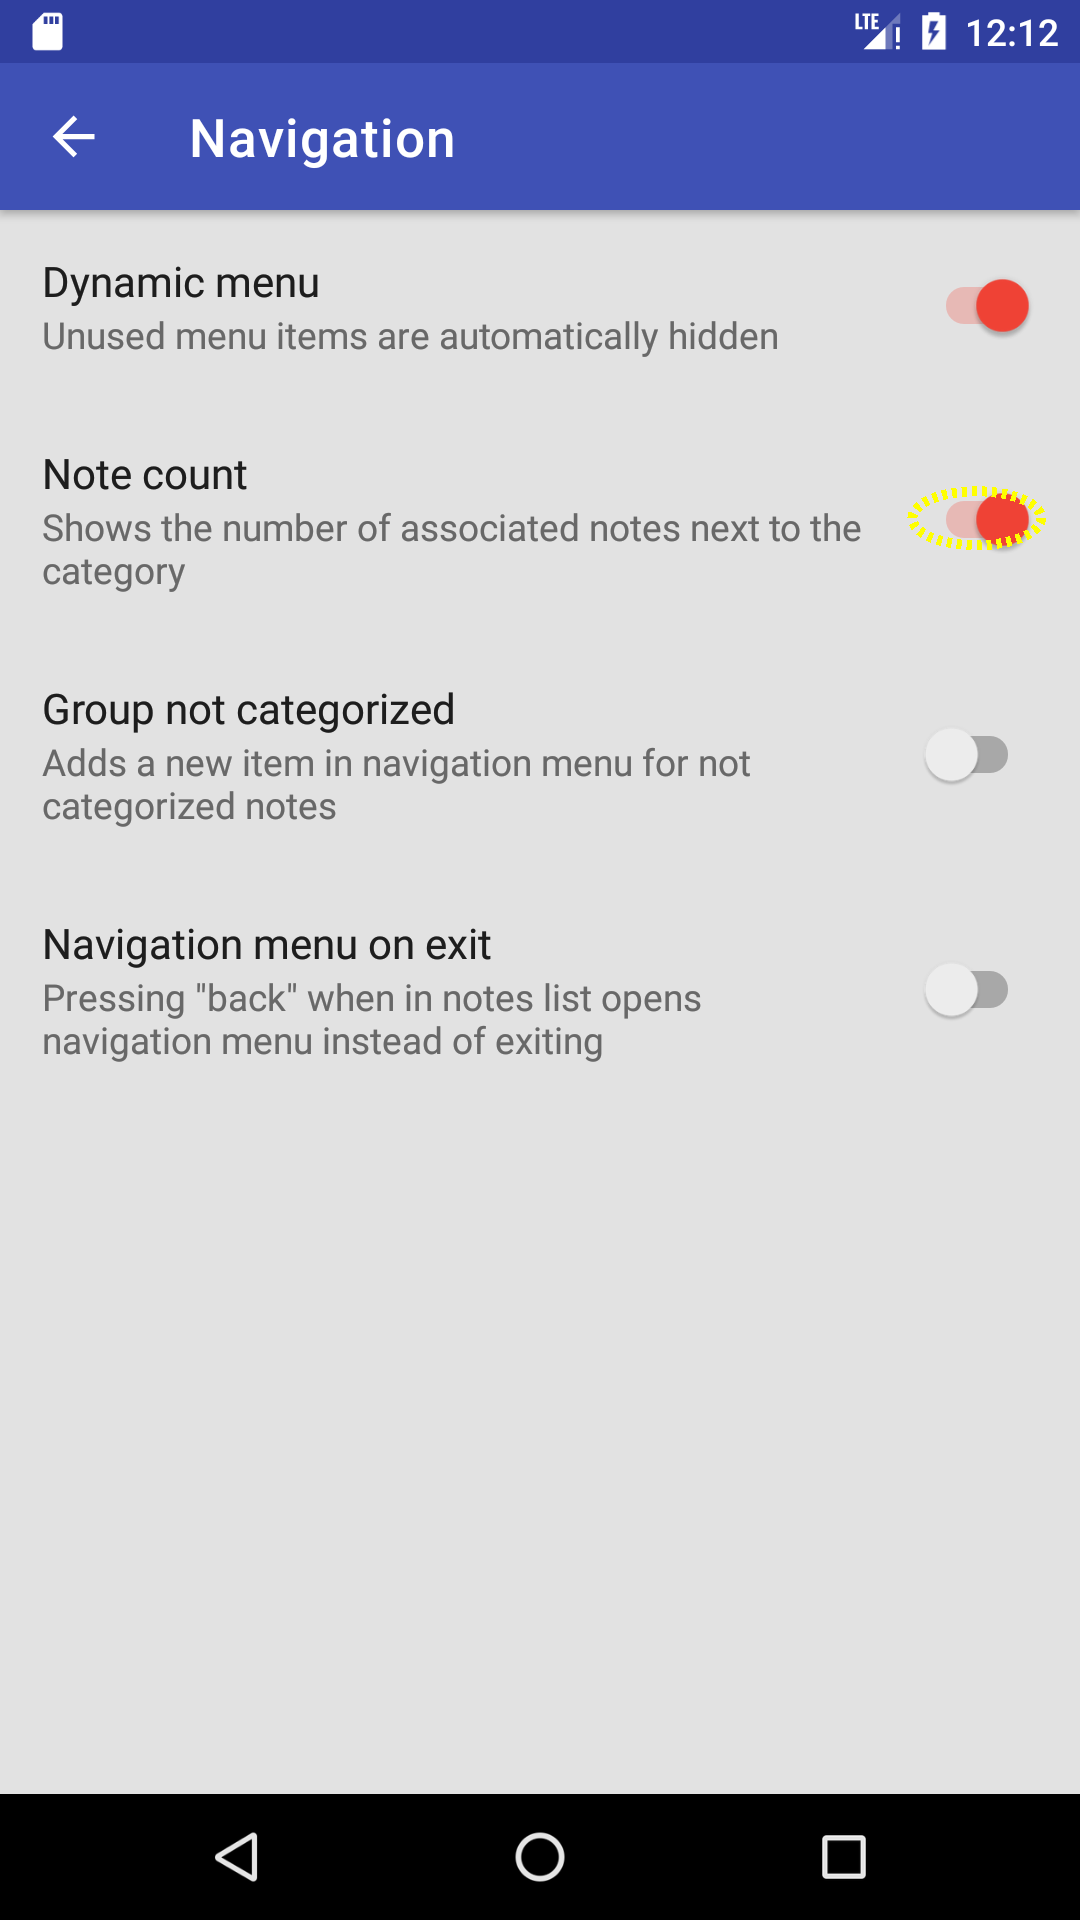 LTE 12:12
Navigation
Dynamic menu
Unused menu items are automatically hidden
Note count
Shows the number of associated notes next to the
category
Group not categorized
Adds a new item in navigation menu for not
categorized notes
Navigation menu on exit
Pressing "back" when in notes list opens
navigation menu instead of exiting